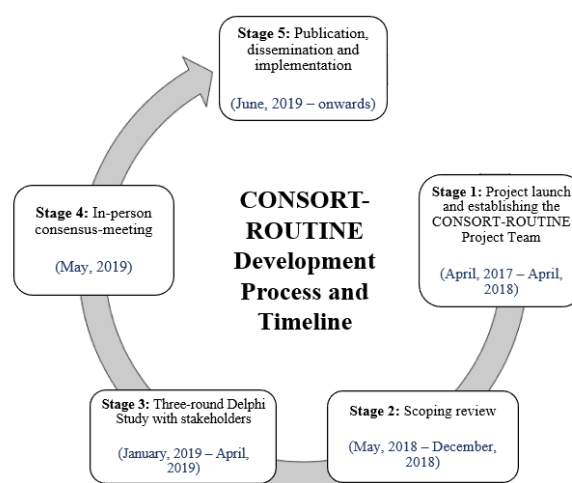 Stage 5: Publication,
dissemination and
implementation
(June, 2019 – onwards)
Stage 4: In-person
consensus-meeting
(May, 2019)
CONSORT-
ROUTINE
Development
Process and
Timeline
Stage 1: Project launch
and establishing the
CONSORT-ROUTINE
Project Team
(April, 2017 – April,
2018)
Stage 3: Three-round Delphi
Study with stakeholders
(January, 2019 – April,
2019)
Stage 2: Scoping review
(May, 2018 – December,
2018)